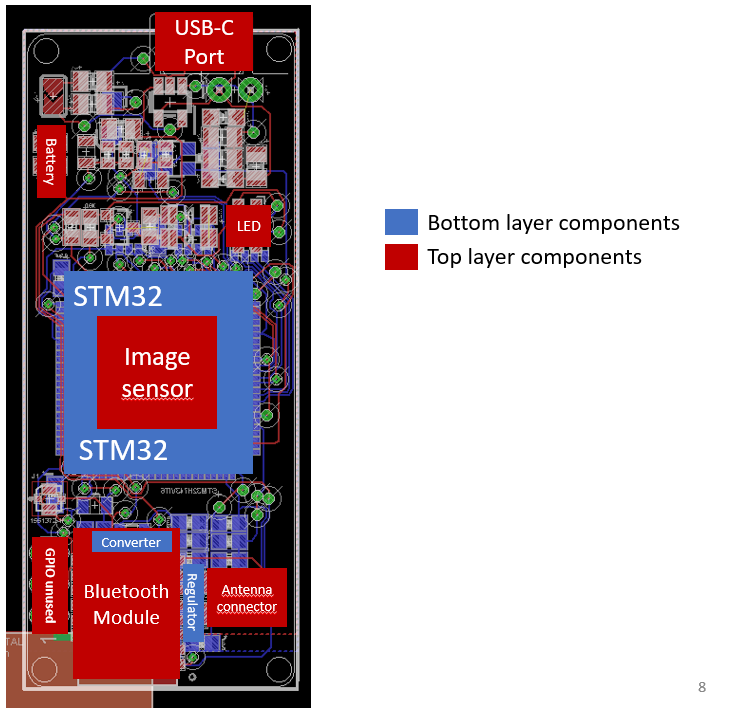 USB-C
Port
Battery
LED
Bottom layer components
Top layer components
STM32
Image
sensor
STM32
J1
Converter
GPIO unused
Bluetooth
Module
Regulator
Antenna
connector
8